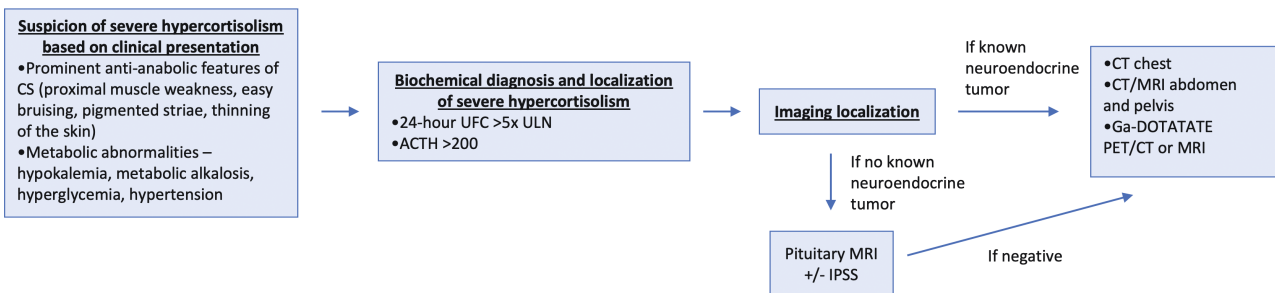 Suspicion of severe hypercortisolism
based on clinical presentation
•Prominent anti-anabolic features of
CS (proximal muscle weakness, easy
bruising, pigmented striae, thinning
of the skin)
•Metabolic abnormalities –
hypokalemia, metabolic alkalosis,
hyperglycemia, hypertension
Biochemical diagnosis and localization
of severe hypercortisolism
•24-hour UFC >5x ULN
•ACTH >200
Imaging localization
If known
neuroendocrine
tumor
•CT chest
•CT/MRI abdomen
and pelvis
•Ga-DOTATATE
PET/CT or MRI
If no known
neuroendocrine
tumor
Pituitary MRI
+/- IPSS
If negative